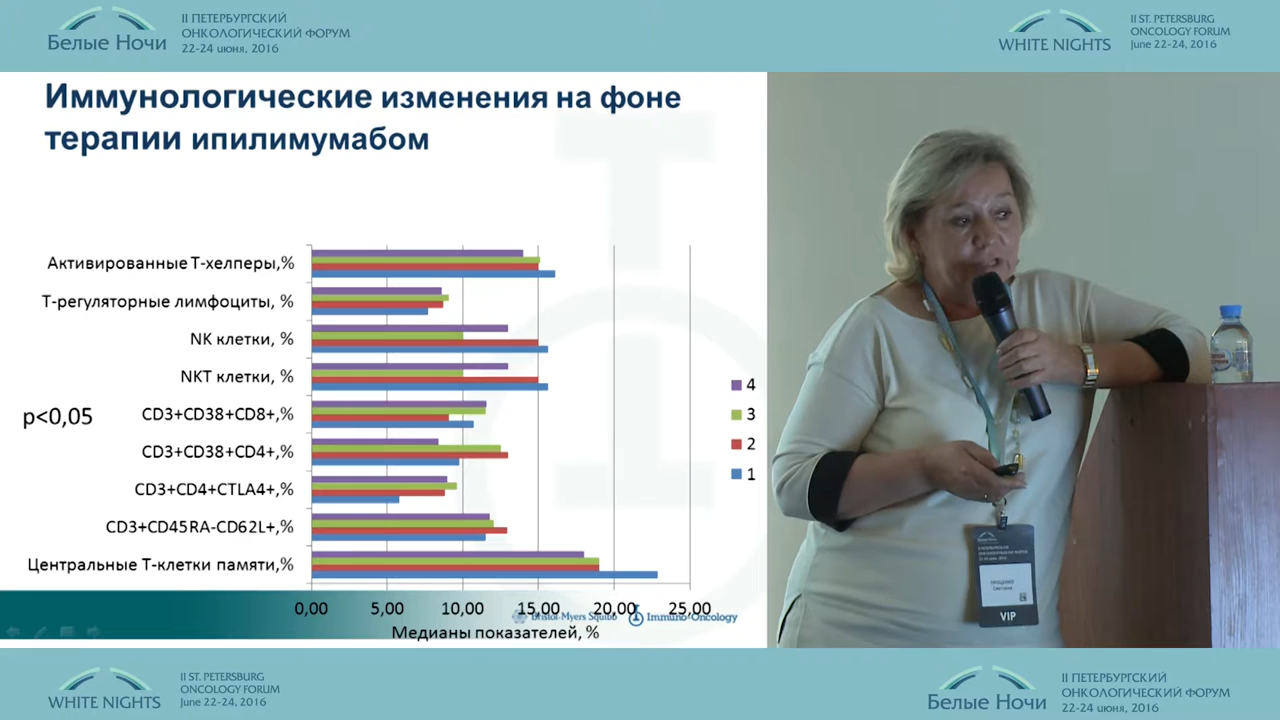 II ПЕТЕРБУРГСКИЙ
ОНКОЛОГИЧЕСКИЙ ФОРУМ
Белые Ночи
22-24 июня, 2016
II ST. PETERSBURG
ONCOLOGY FORUM
WHITE NIGHTS
June 22-24, 2016
Иммунологические изменения на фоне
терапии ипилимумабом
Активированные Т-хелперы,%
Т-регуляторные лимфоциты, %
NK клетки, %
NKT клетки, %
p<0,05
CD3+CD38+CD8+,%
CD3+CD38+CD4+,%
CD3+CD4+CTLA4+,%
CD3+CD45RA-CD62L+,%
Центральные Т-клетки памяти,%
4
3
2
1
0,00 5,00 10,00 15,00 20,00 25,00
Bristol-Myers Squibb Immuno-Oncology
Медианы показателей, %
Белые Ночи
VIP
II ST. PETERSBURG
ONCOLOGY FORUM
WHITE NIGHTS
June 22-24, 2016
II ПЕТЕРБУРГСКИЙ
ОНКОЛОГИЧЕСКИЙ ФОРУМ
Белые Ночи
22-24 июня, 2016